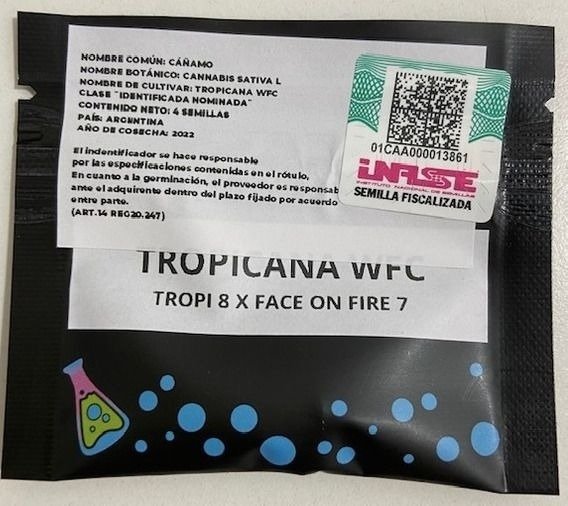 NOMBRE COMÚN: CÁÑAMO
NOMBRE BOTÁNICO: CANNABIS SATIVA L
NOMBRE DE CULTIVAR: TROPICANA WFC
CLASE "IDENTIFICADA NOMINADA"
CONTENIDO NETO: 4 SEMILLAS
PAÍS: ARGENTINA
AÑO DE COSECHA: 2022
El indentificador se hace responsable
por las especificaciones contenidas en el rótulo,
En cuanto a la germinación, el proveedor es responsab
ante el adquirente dentro del plazo fijado por acuerdo
entre parte.
(ART.14 REG20.247)
01CAA000013861
INASE
INSTITUTO NACIONAL DE SEMILLAS
SEMILLA FISCALIZADA
TROPICANA WFC
TROPI 8 X FACE ON FIRE 7